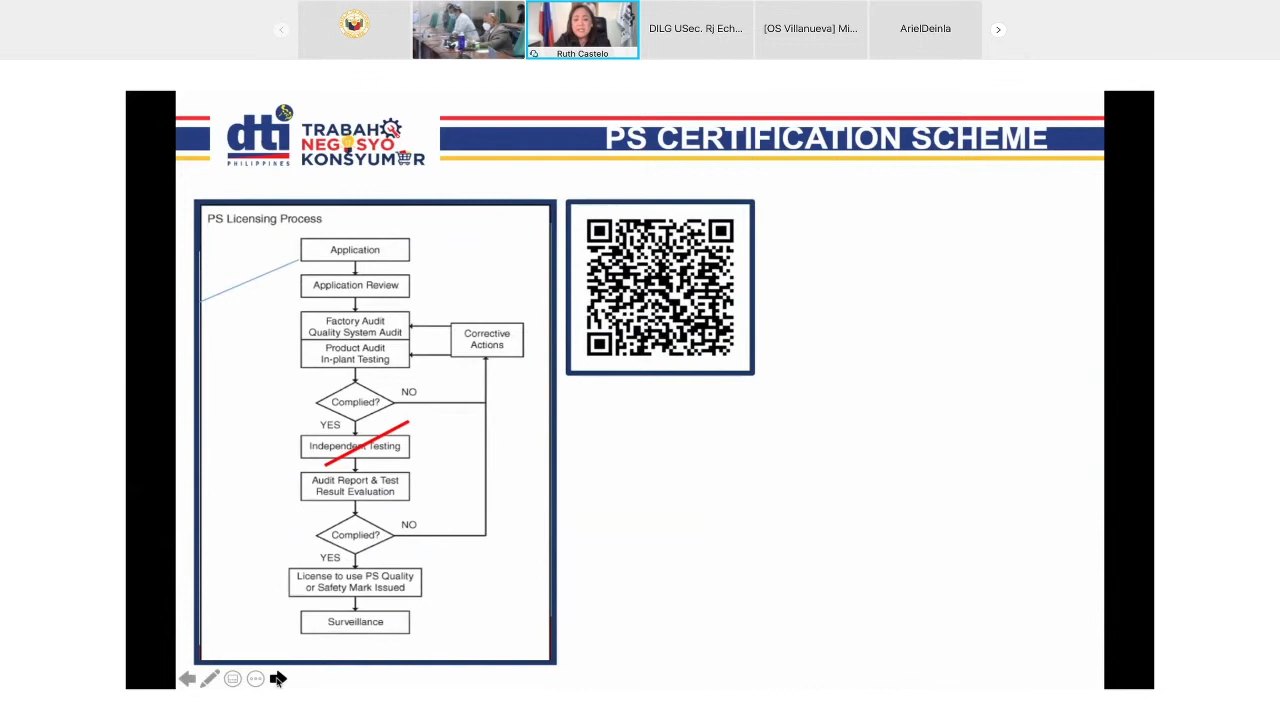 Ruth Castelo
DILG USec. Rj Ech...
[OS Villanueva] Mi...
ArielDeinla
dti
PHILIPPINES
TRABAHO
NEGOSYO
KONSYUMER
PS CERTIFICATION SCHEME
PS Licensing Process
Application
Application Review
Factory Audit
Quality System Audit
Product Audit
In-plant Testing
Corrective
Actions
Complied?
NO
YES
Independent Testing
Audit Report & Test
Result Evaluation
Complied?
NO
YES
License to use PS Quality
or Safety Mark Issued
Surveillance